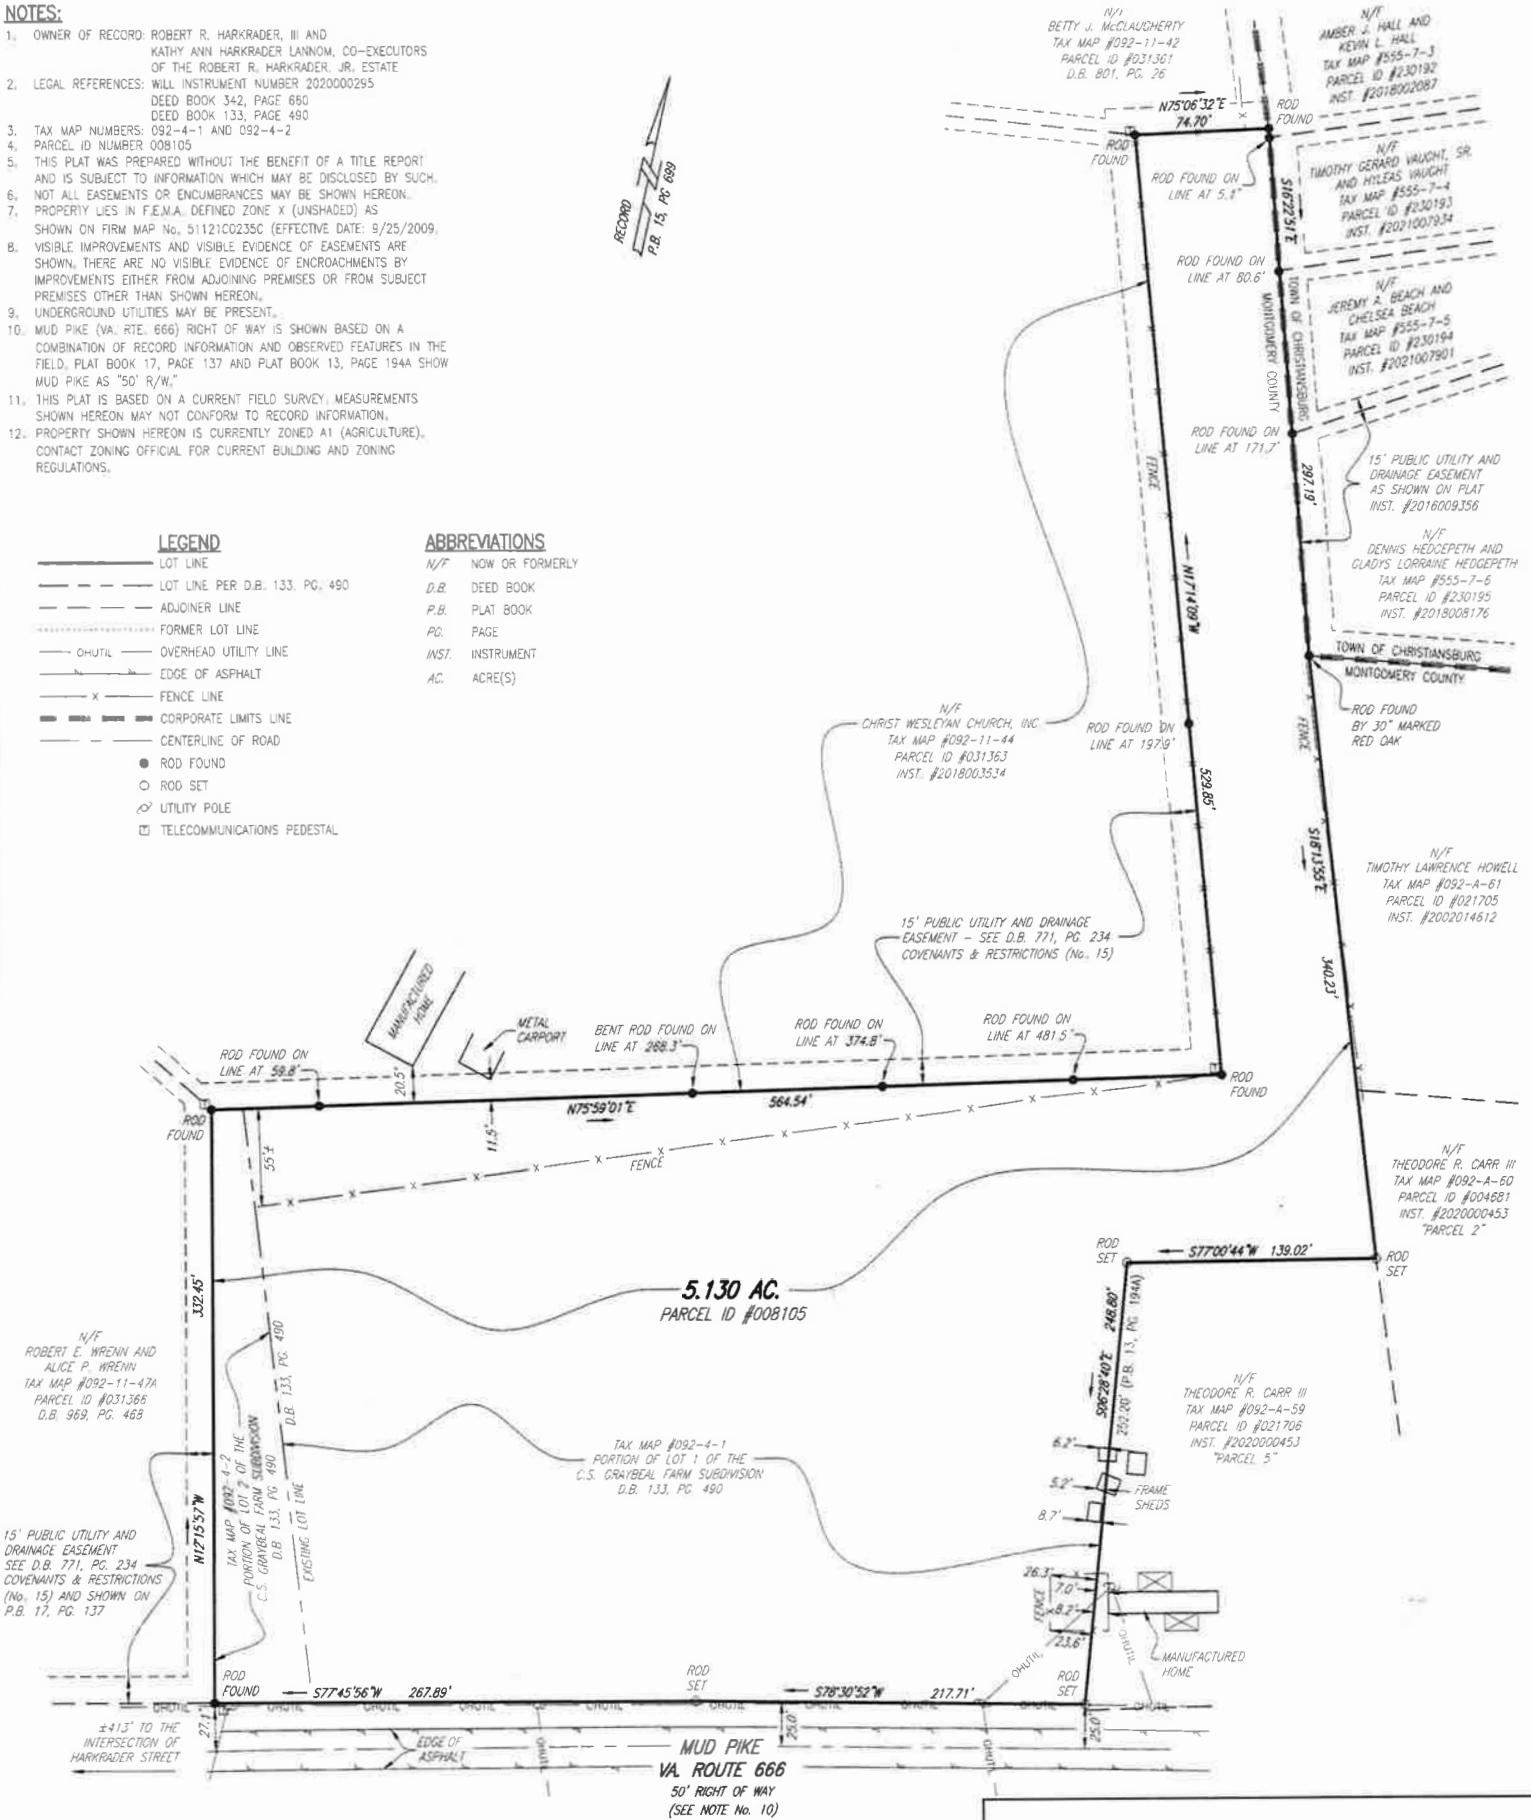 NOTES:
1. OWNER OF RECORD: ROBERT R. HARKRADER, III AND
KATHY ANN HARKRADER LANNOM, CO-EXECUTORS
OF THE ROBERT R. HARKRADER, JR. ESTATE
2. LEGAL REFERENCES: WILL INSTRUMENT NUMBER 2020000295
DEED BOOK 342, PAGE 660
DEED BOOK 133, PAGE 490
3. TAX MAP NUMBERS: 092-4-1 AND 092-4-2
4. PARCEL ID NUMBER 008105
5. THIS PLAT WAS PREPARED WITHOUT THE BENEFIT OF A TITLE REPORT
AND IS SUBJECT TO INFORMATION WHICH MAY BE DISCLOSED BY SUCH.
6. NOT ALL EASEMENTS OR ENCUMBRANCES MAY BE SHOWN HEREON.
7. PROPERTY LIES IN F.E.M.A. DEFINED ZONE X (UNSHADED) AS
SHOWN ON FIRM MAP No. 51121C0235C (EFFECTIVE DATE: 9/25/2009.
8. VISIBLE IMPROVEMENTS AND VISIBLE EVIDENCE OF EASEMENTS ARE
SHOWN. THERE ARE NO VISIBLE EVIDENCE OF ENCROACHMENTS BY
IMPROVEMENTS EITHER FROM ADJOINING PREMISES OR FROM SUBJECT
PREMISES OTHER THAN SHOWN HEREON.
9. UNDERGROUND UTILITIES MAY BE PRESENT.
10. MUD PIKE (VA. RTE. 666) RIGHT OF WAY IS SHOWN BASED ON A
COMBINATION OF RECORD INFORMATION AND OBSERVED FEATURES IN THE
FIELD. PLAT BOOK 17, PAGE 137 AND PLAT BOOK 13, PAGE 194A SHOW
MUD PIKE AS "50' R/W."
11. THIS PLAT IS BASED ON A CURRENT FIELD SURVEY. MEASUREMENTS
SHOWN HEREON MAY NOT CONFORM TO RECORD INFORMATION.
12. PROPERTY SHOWN HEREON IS CURRENTLY ZONED A1 (AGRICULTURE).
CONTACT ZONING OFFICIAL FOR CURRENT BUILDING AND ZONING
REGULATIONS.
LEGEND
LOT LINE
LOT LINE PER D.B. 133, PG. 490
ADJOINER LINE
FORMER LOT LINE
OHUTIL OVERHEAD UTILITY LINE
EDGE OF ASPHALT
X FENCE LINE
CORPORATE LIMITS LINE
CENTERLINE OF ROAD
ROD FOUND
ROD SET
UTILITY POLE
T TELECOMMUNICATIONS PEDESTAL
ABBREVIATIONS
N/F NOW OR FORMERLY
D.B. DEED BOOK
P.B. PLAT BOOK
PG. PAGE
INST. INSTRUMENT
AC. ACRE(S)
RECORD
P.B. 15, PG 699
N/F
BETTY J. McCLAUGHERTY
TAX MAP #092-11-42
PARCEL ID #031361
D.B. 801, PG. 26
N/F
AMBER J. HALL AND
KEVIN L. HALL
TAX MAP #555-7-3
PARCEL ID #230192
INST. #2018002087
N75°06'32"E
74.70'
ROD
FOUND
ROD
FOUND
ROD FOUND ON
LINE AT 5.1'
S16°22'51"E
N/F
TIMOTHY GERARD VAUGHT, SR.
AND HYLEAS VAUGHT
TAX MAP #555-7-4
PARCEL ID #230193
INST. #2021007934
ROD FOUND ON
LINE AT 80.6'
TOWN OF CHRISTIANSBURG
MONTGOMERY COUNTY
N/F
JEREMY A. BEACH AND
CHELSEA BEACH
TAX MAP #555-7-5
PARCEL ID #230194
INST. #2021007901
ROD FOUND ON
LINE AT 171.7'
297.19'
FENCE
15' PUBLIC UTILITY AND
DRAINAGE EASEMENT
AS SHOWN ON PLAT
INST. #2016009356
N/F
DENNIS HEDGEPETH AND
GLADYS LORRAINE HEDGEPETH
TAX MAP #555-7-6
PARCEL ID #230195
INST. #2018008176
N17°14'09"W
TOWN OF CHRISTIANSBURG
MONTGOMERY COUNTY
ROD FOUND
BY 30" MARKED
RED OAK
FENCE
N/F
CHRIST WESLEYAN CHURCH, INC
TAX MAP #092-11-44
PARCEL ID #031363
INST. #2018003534
ROD FOUND ON
LINE AT 197.9'
529.85'
S18°13'55"E
N/F
TIMOTHY LAWRENCE HOWELL
TAX MAP #092-A-61
PARCEL ID #021705
INST. #2002014612
15' PUBLIC UTILITY AND DRAINAGE
EASEMENT - SEE D.B. 771, PG. 234
COVENANTS & RESTRICTIONS (No. 15)
340.23'
MANUFACTURED
HOME
METAL
CARPORT
BENT ROD FOUND ON
LINE AT 268.3'
ROD FOUND ON
LINE AT 374.8'
ROD FOUND ON
LINE AT 481.5'
ROD FOUND ON
LINE AT 59.8'
20.5'
ROD
FOUND
ROD
FOUND
N75°59'01"E
564.54'
11.5'
55'±
FENCE
N/F
THEODORE R. CARR III
TAX MAP #092-A-60
PARCEL ID #004681
INST. #2020000453
"PARCEL 2"
ROD
SET
S77°00'44"W 139.02'
ROD
SET
332.45'
5.130 AC.
PARCEL ID #008105
248.80'
S06°28'40"E
252.20' (P.B. 13, PG 194A)
N/F
ROBERT E. WRENN AND
ALICE P. WRENN
TAX MAP #092-11-47A
PARCEL ID #031366
D.B. 969, PG. 468
D.B. 133, PG. 490
EXISTING LOT LINE
N/F
THEODORE R. CARR III
TAX MAP #092-A-59
PARCEL ID #021706
INST. #2020000453
"PARCEL 5"
TAX MAP #092-4-1
PORTION OF LOT 1 OF THE
C.S. GRAYBEAL FARM SUBDIVISION
D.B. 133, PG. 490
TAX MAP #092-4-2
PORTION OF LOT 2 OF THE
C.S. GRAYBEAL FARM SUBDIVISION
D.B. 133, PG 490
6.2'
5.2'
8.7'
FRAME
SHEDS
N12°15'57"W
15' PUBLIC UTILITY AND
DRAINAGE EASEMENT
SEE D.B. 771, PG. 234
COVENANTS & RESTRICTIONS
(No. 15) AND SHOWN ON
P.B. 17, PG. 137
26.3'
7.0'
8.2'
23.6'
FENCE
OHUTIL
OHUTIL
MANUFACTURED
HOME
ROD
FOUND
S77°45'56"W 267.89'
ROD
SET
S78°30'52"W 217.71'
ROD
SET
OHUTIL OHUTIL OHUTIL OHUTIL OHUTIL OHUTIL OHUTIL
27.1'
25.0'
25.0'
±413' TO THE
INTERSECTION OF
HARKRADER STREET
EDGE OF
ASPHALT
OHUTIL
OHUTIL
MUD PIKE
VA. ROUTE 666
50' RIGHT OF WAY
(SEE NOTE No. 10)